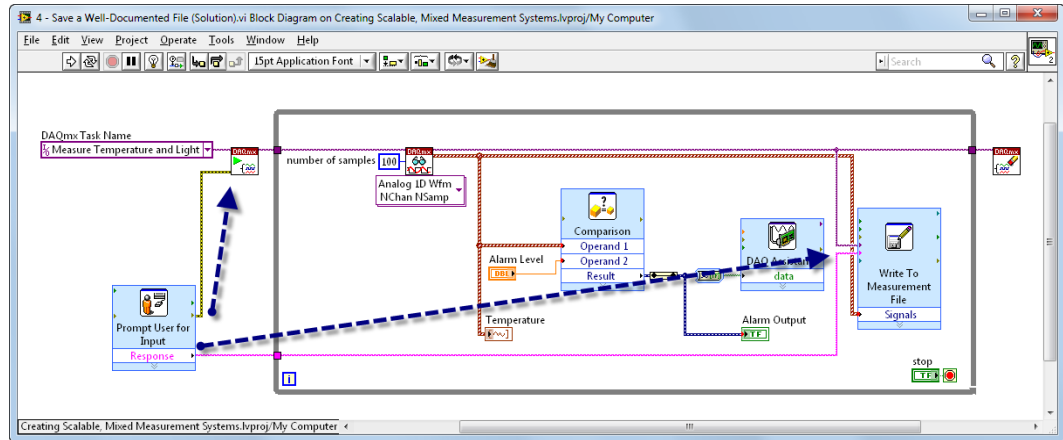 4 - Save a Well-Documented File (Solution).vi Block Diagram on Creating Scalable, Mixed Measurement Systems.lvproj/My Computer
File Edit View Project Operate Tools Window Help
15pt Application Font
Search
2
DAQmx Task Name
Measure Temperature and Light
DAQmx
DAQmx
DAQmx
number of samples 100
Analog 1D Wfm
NChan NSamp
Comparison
Operand 1
Operand 2
Result
Alarm Level
DBL
DAQ Assistant
data
Write To
Measurement
File
Signals
Prompt User for
Input
Response
Temperature
Alarm Output
TF
stop
TF
i
Creating Scalable, Mixed Measurement Systems.lvproj/My Computer